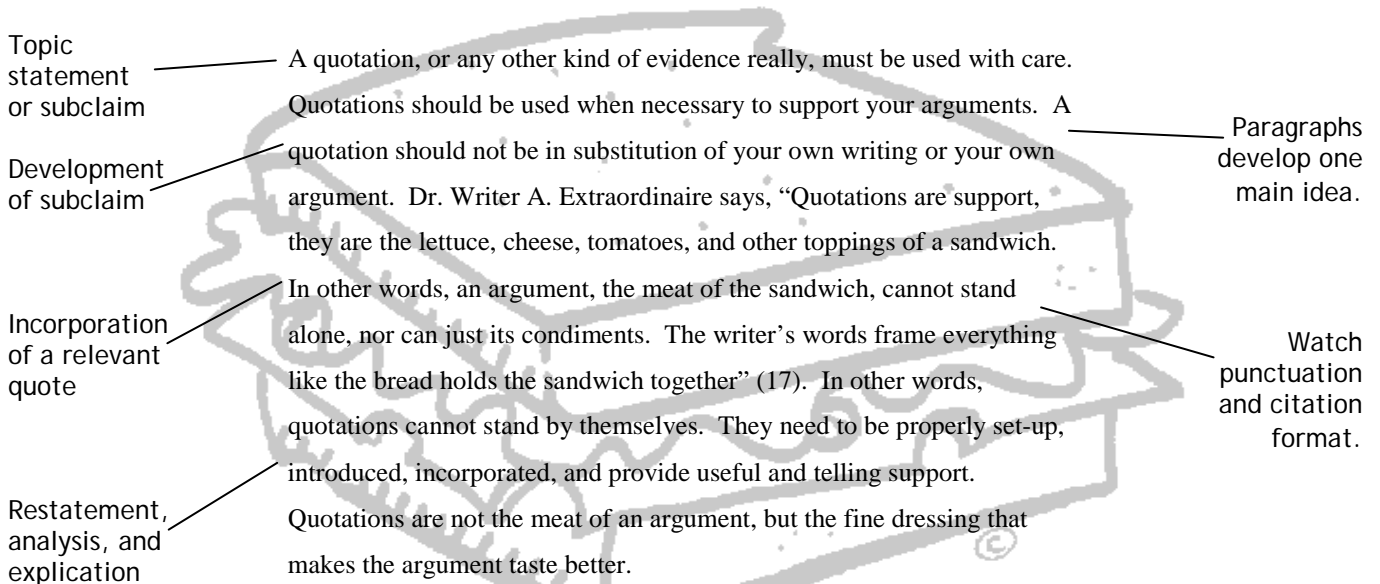 Topic
statement
or subclaim
Development
of subclaim
Incorporation
of a relevant
quote
Restatement,
analysis, and
explication
A quotation, or any other kind of evidence really, must be used with care.
Quotations should be used when necessary to support your arguments.  A
quotation should not be in substitution of your own writing or your own
argument.  Dr. Writer A. Extraordinaire says, “Quotations are support,
they are the lettuce, cheese, tomatoes, and other toppings of a sandwich.
In other words, an argument, the meat of the sandwich, cannot stand
alone, nor can just its condiments.  The writer’s words frame everything
like the bread holds the sandwich together” (17).  In other words,
quotations cannot stand by themselves.  They need to be properly set-up,
introduced, incorporated, and provide useful and telling support.
Quotations are not the meat of an argument, but the fine dressing that
makes the argument taste better.
Paragraphs
develop one
main idea.
Watch
punctuation
and citation
format.
©